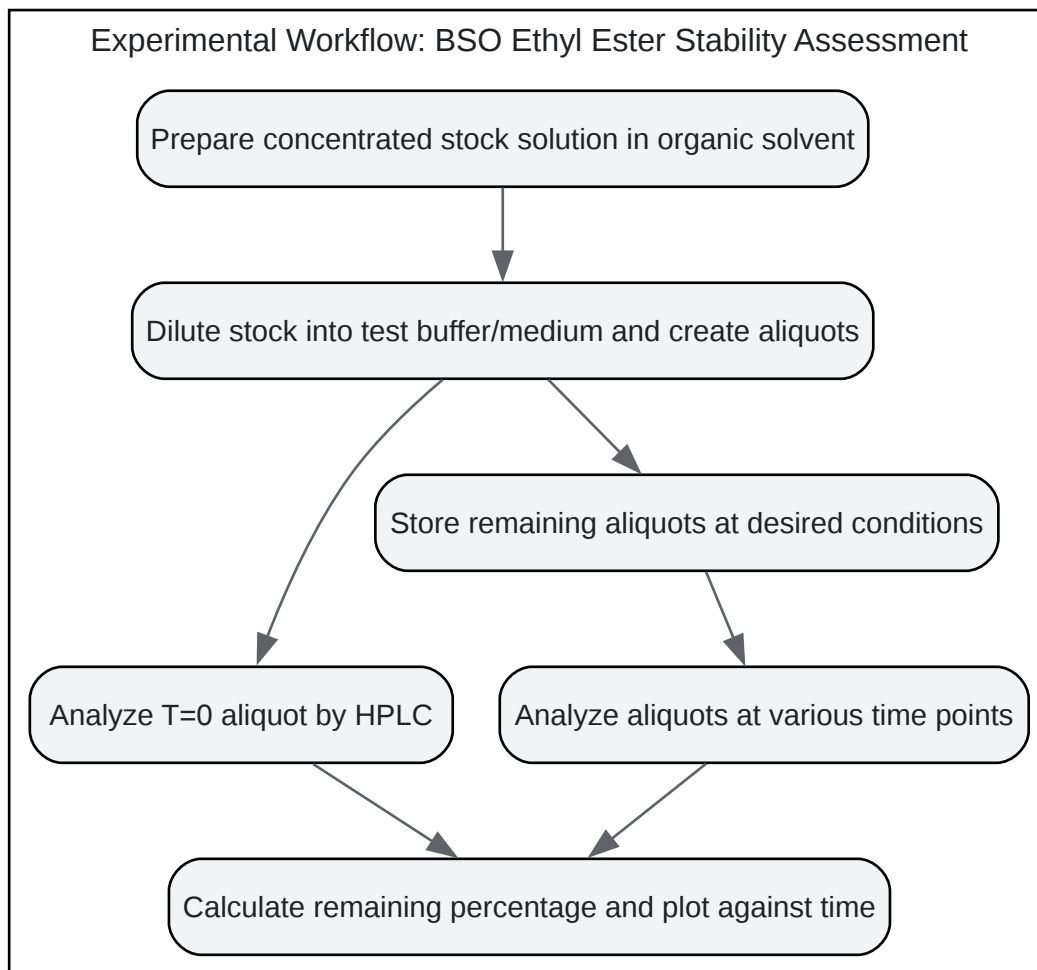 Experimental Workflow: BSO Ethyl Ester Stability Assessment
Prepare concentrated stock solution in organic solvent
Dilute stock into test buffer/medium and create aliquots
Store remaining aliquots at desired conditions
Analyze T=0 aliquot by HPLC
Analyze aliquots at various time points
Calculate remaining percentage and plot against time